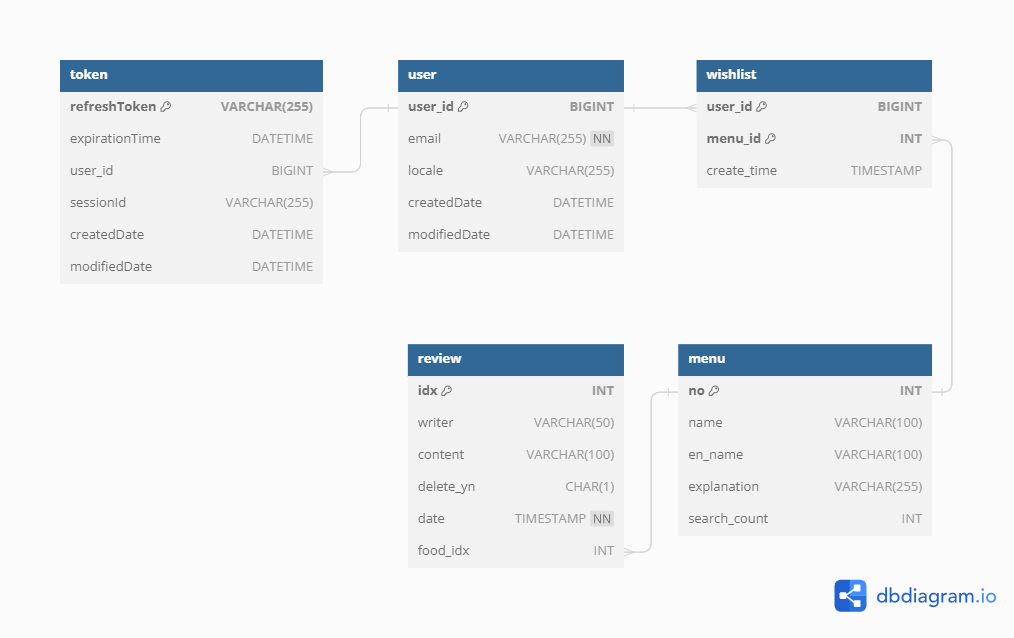 token
refreshToken VARCHAR(255)
expirationTime DATETIME
user_id BIGINT
sessionId VARCHAR(255)
createdDate DATETIME
modifiedDate DATETIME
user
user_id BIGINT
email VARCHAR(255) NN
locale VARCHAR(255)
createdDate DATETIME
modifiedDate DATETIME
wishlist
user_id BIGINT
menu_id INT
create_time TIMESTAMP
review
idx INT
writer VARCHAR(50)
content VARCHAR(100)
delete_yn CHAR(1)
date TIMESTAMP NN
food_idx INT
menu
no INT
name VARCHAR(100)
en_name VARCHAR(100)
explanation VARCHAR(255)
search_count INT
dbdiagram.io